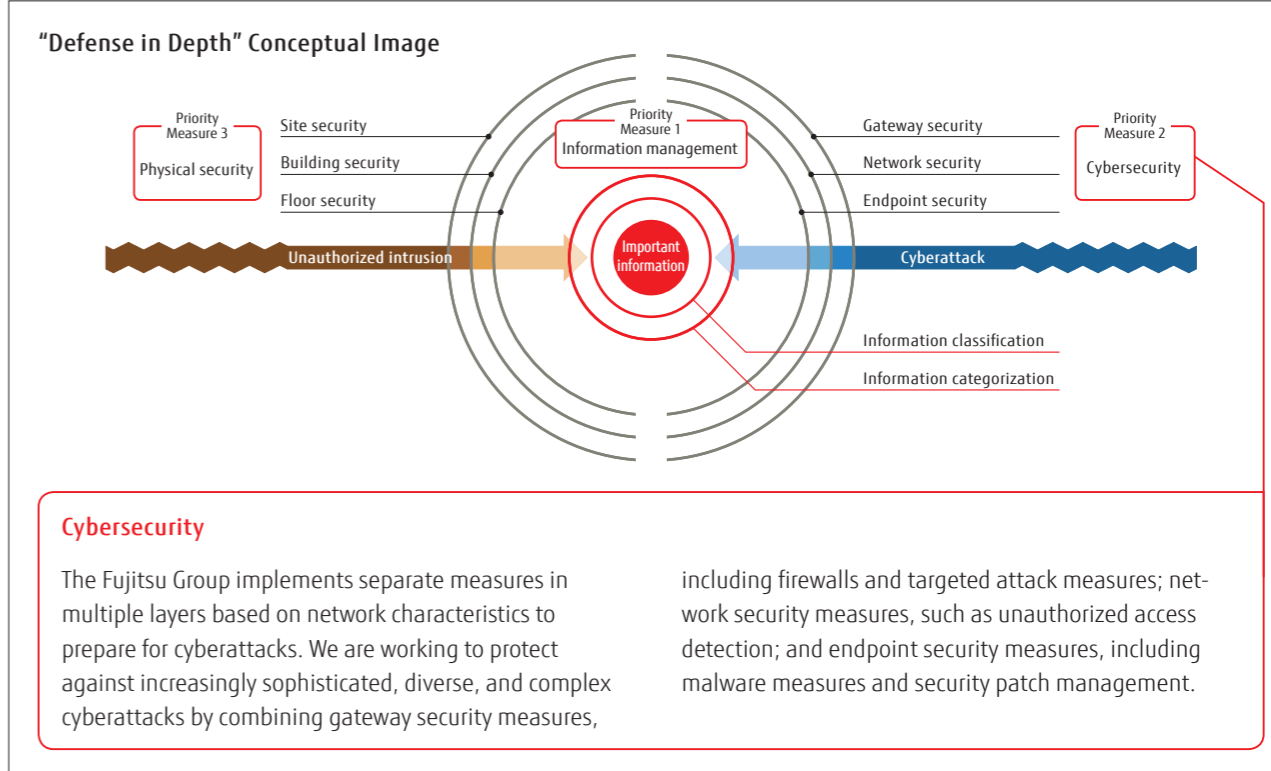 “Defense in Depth” Conceptual Image
Priority
Measure 3
Physical security
Site security
Building security
Floor security
Priority
Measure 1
Information management
Gateway security
Network security
Endpoint security
Priority
Measure 2
Cybersecurity
Unauthorized intrusion
Important
information
Cyberattack
Information classification
Information categorization
Cybersecurity
The Fujitsu Group implements separate measures in
multiple layers based on network characteristics to
prepare for cyberattacks. We are working to protect
against increasingly sophisticated, diverse, and complex
cyberattacks by combining gateway security measures,
including firewalls and targeted attack measures; net-
work security measures, such as unauthorized access
detection; and endpoint security measures, including
malware measures and security patch management.